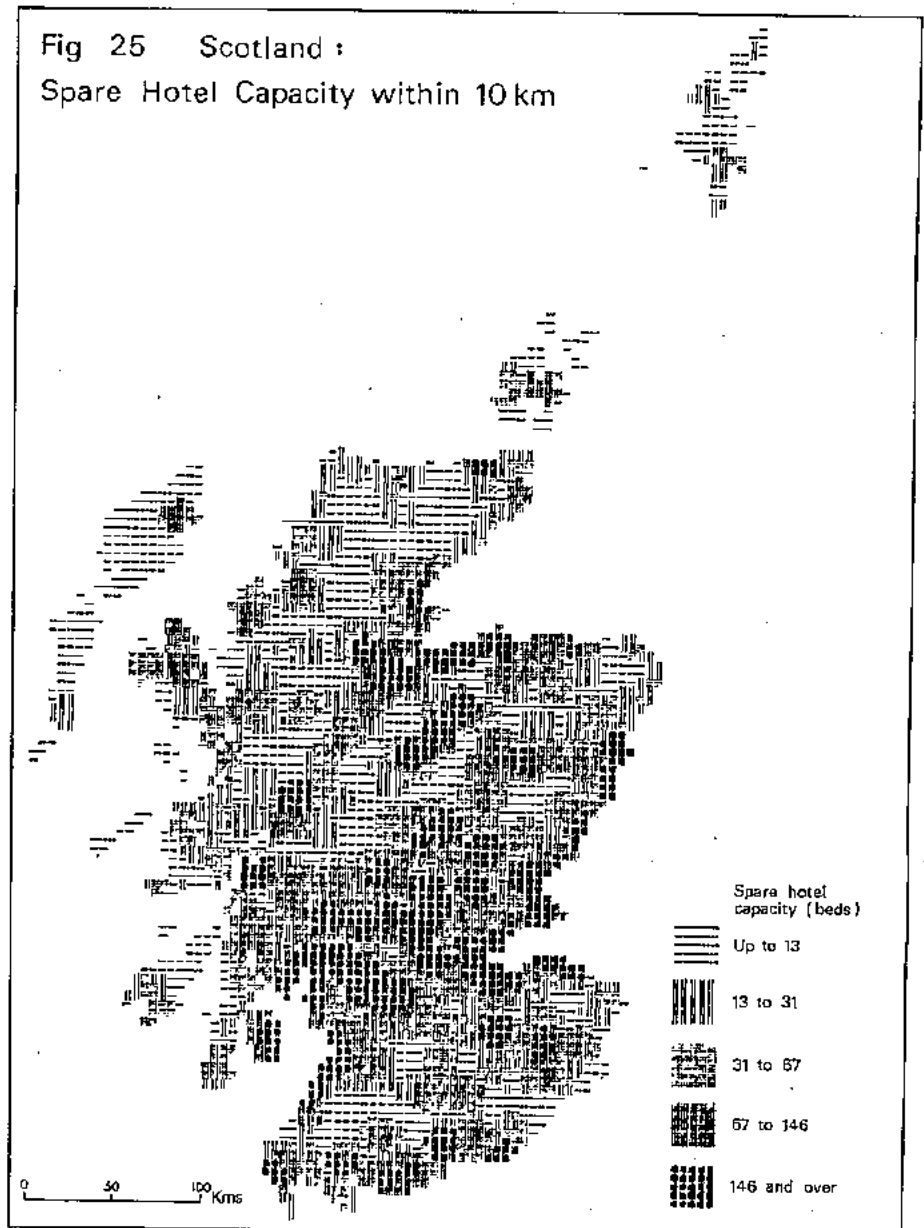 Fig 25 Scotland :
Spare Hotel Capacity within 10 km
Spare hotel
capacity (beds)
Up to 13
13 to 31
31 to 67
67 to 146
146 and over
0 50 100 Kms